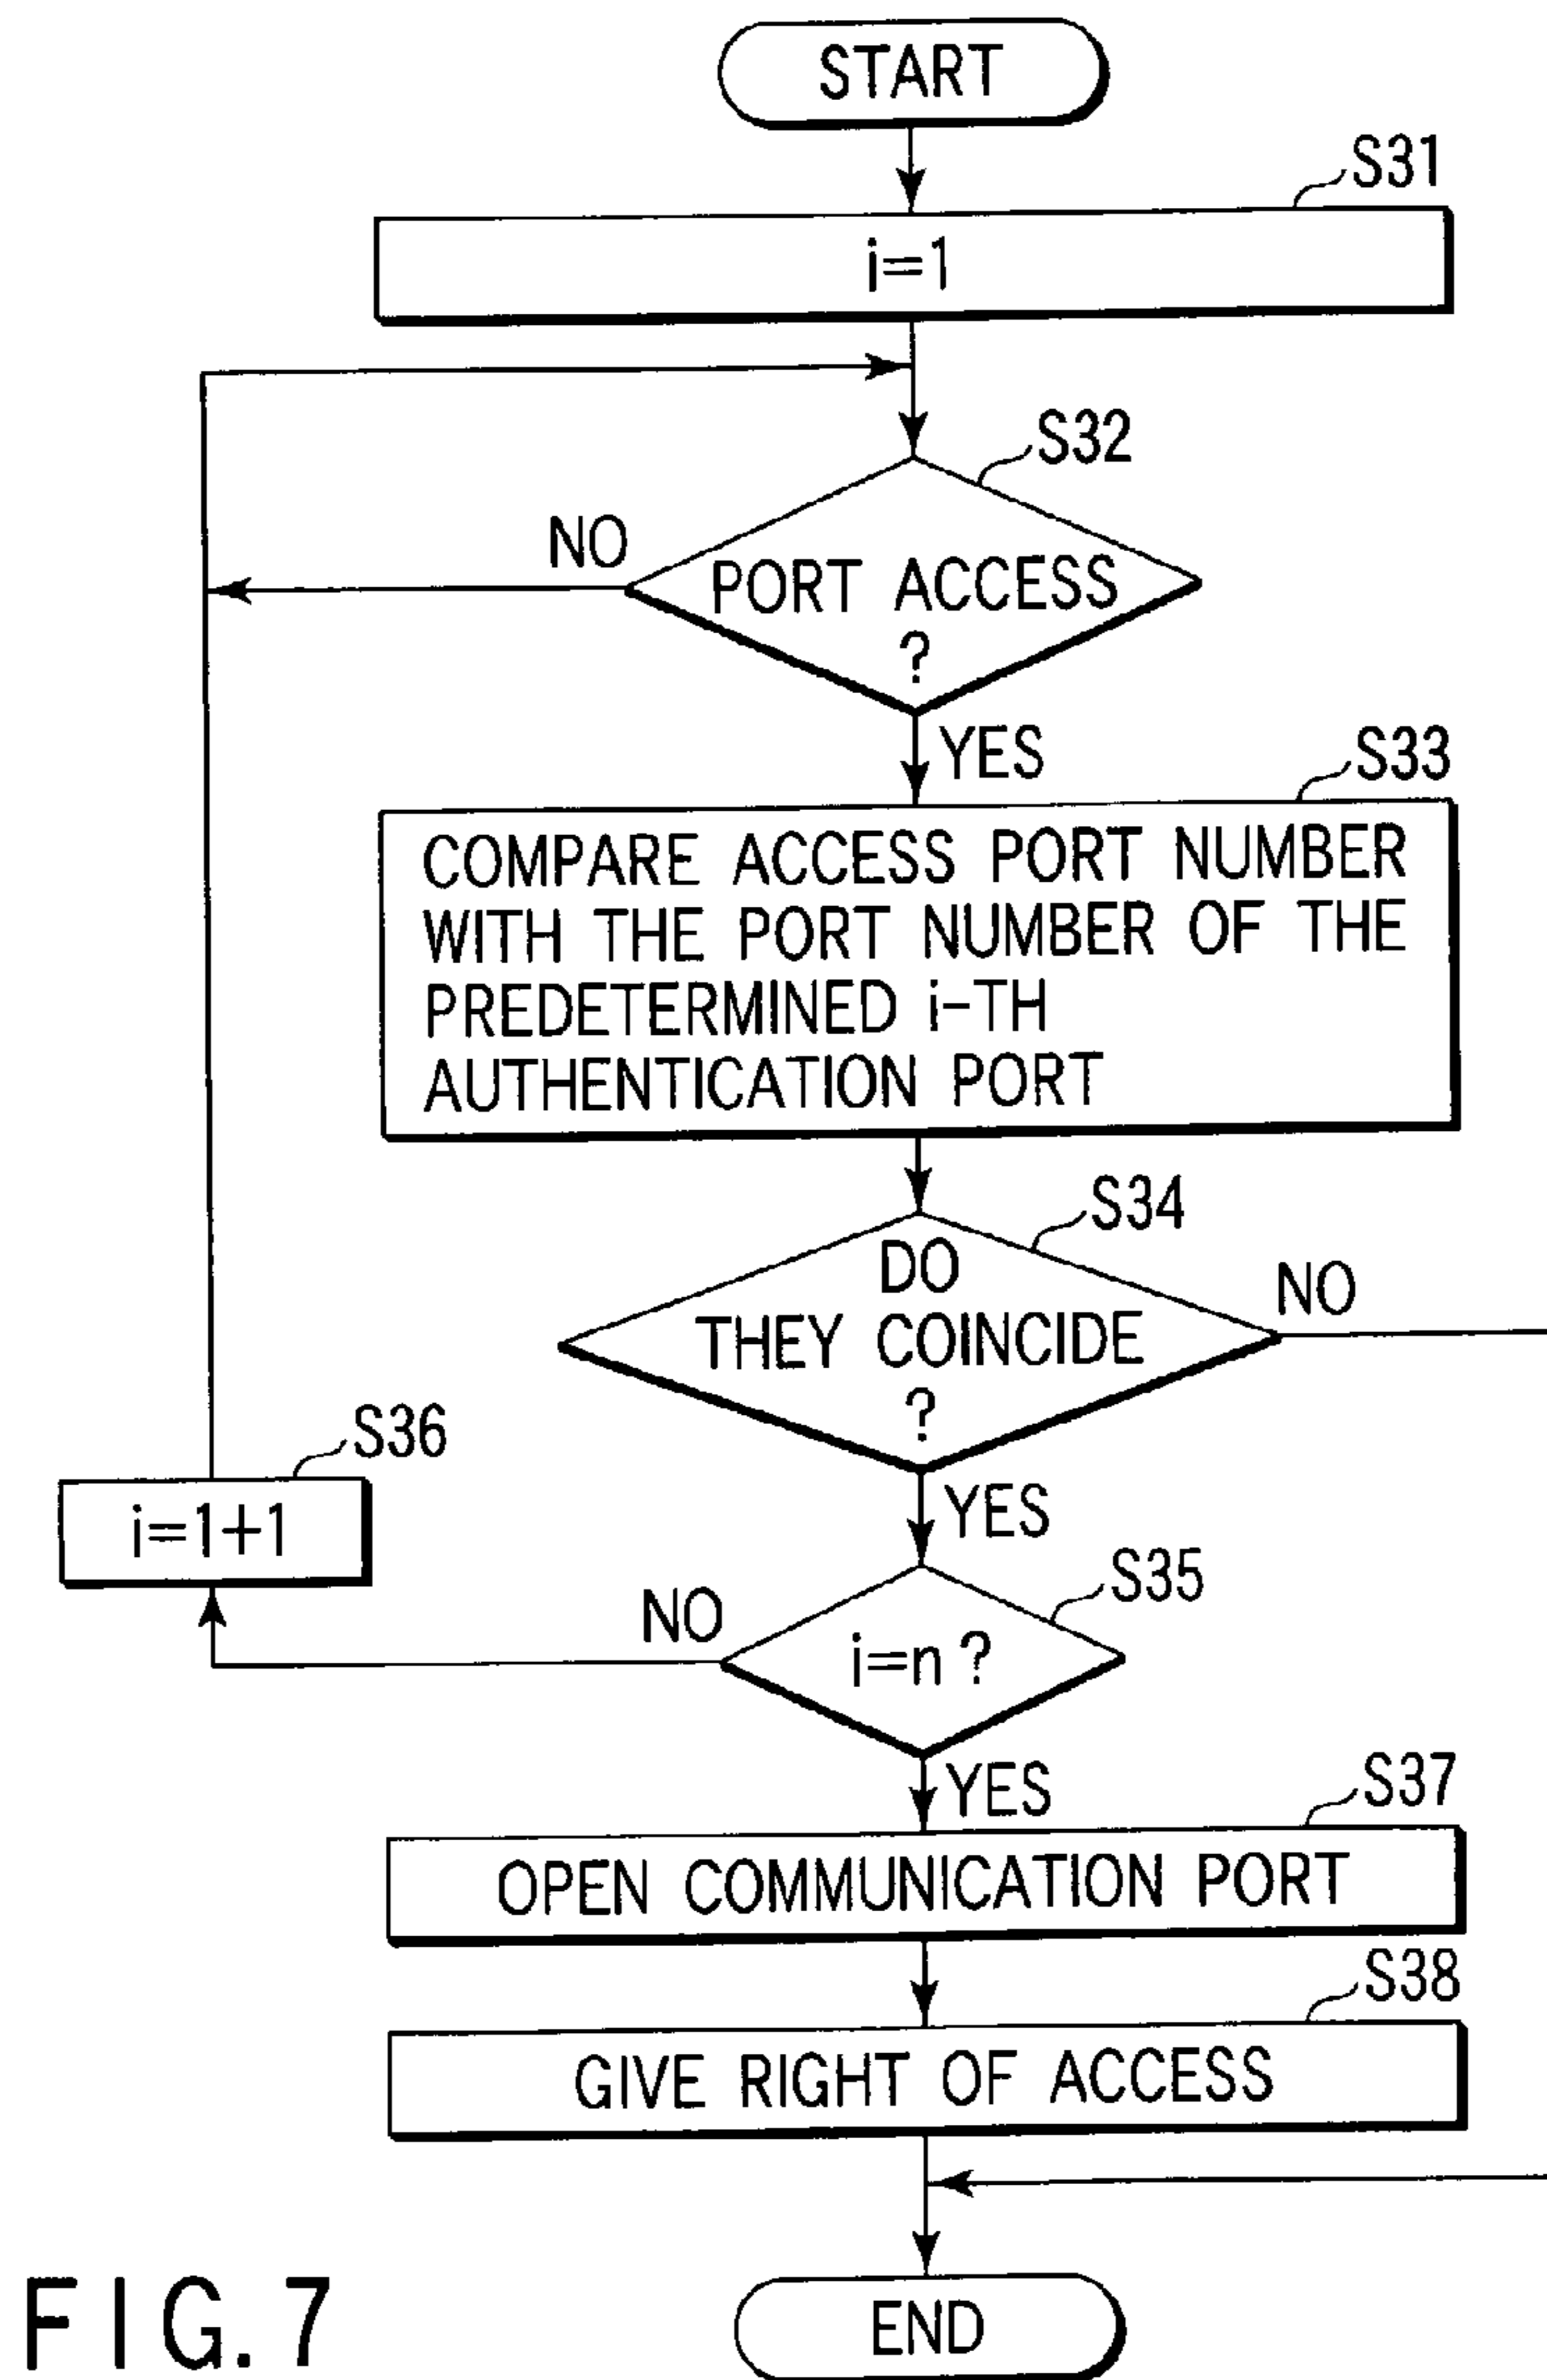 START
S31
i=1
S32
NO
PORT ACCESS
?
YES
S33
COMPARE ACCESS PORT NUMBER
WITH THE PORT NUMBER OF THE
PREDETERMINED i-TH
AUTHENTICATION PORT
S34
DO
THEY COINCIDE
?
NO
S36
i=1+1
YES
S35
NO
i=n ?
YES
S37
OPEN COMMUNICATION PORT
S38
GIVE RIGHT OF ACCESS
END
FIG. 7